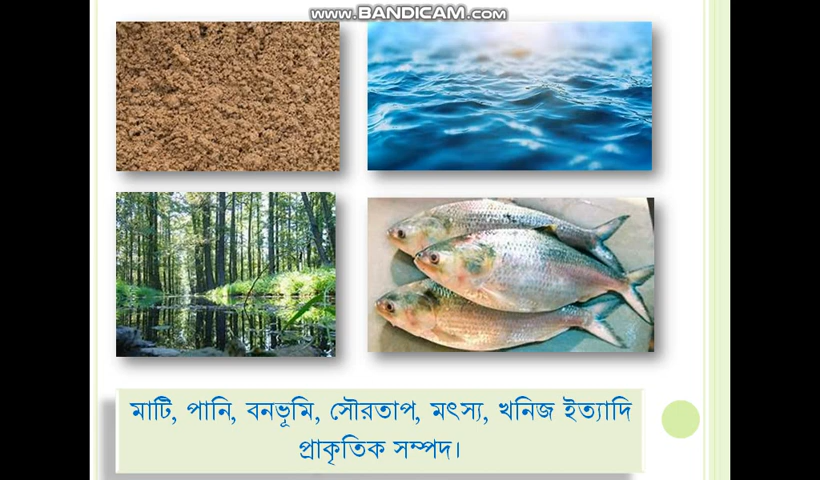 www.BANDICAM.com
মাটি, পানি, বনভূমি, সৌরতাপ, মৎস্য, খনিজ ইত্যাদি
প্রাকৃতিক সম্পদ।